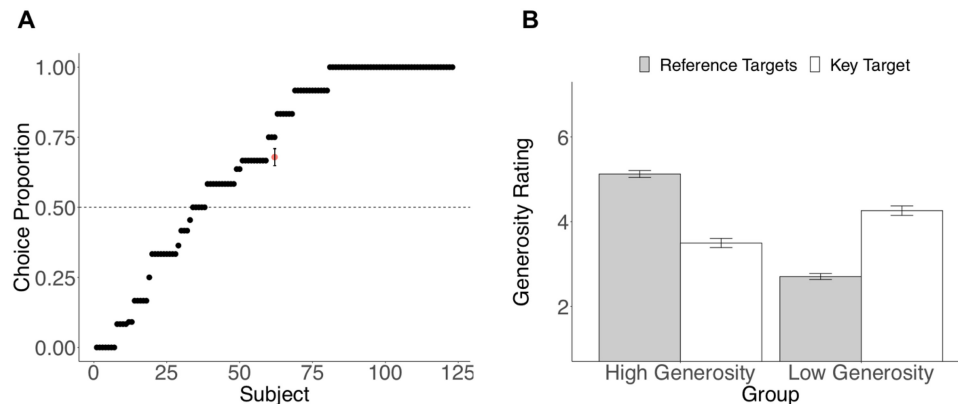 A
Choice Proportion
1.00
0.75
0.50
0.25
0.00
0 25 50 75 100 125
Subject
B
Reference Targets Key Target
Generosity Rating
6
4
2
High Generosity Low Generosity
Group